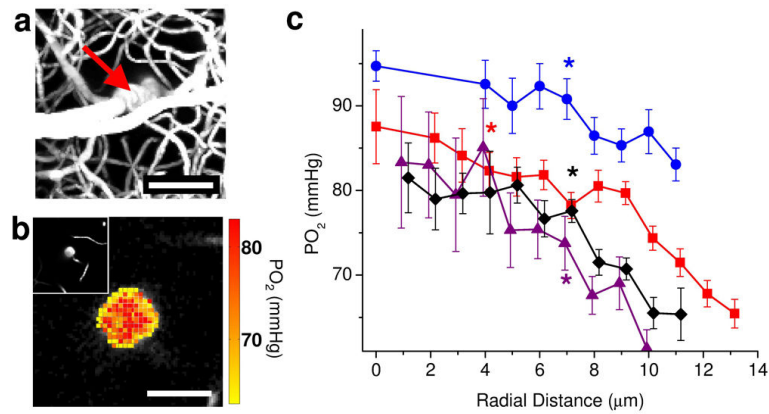 a
b
80
70
PO2 (mmHg)
c
90
80
70
PO2 (mmHg)
*
*
*
*
0 2 4 6 8 10 12 14
Radial Distance (μm)